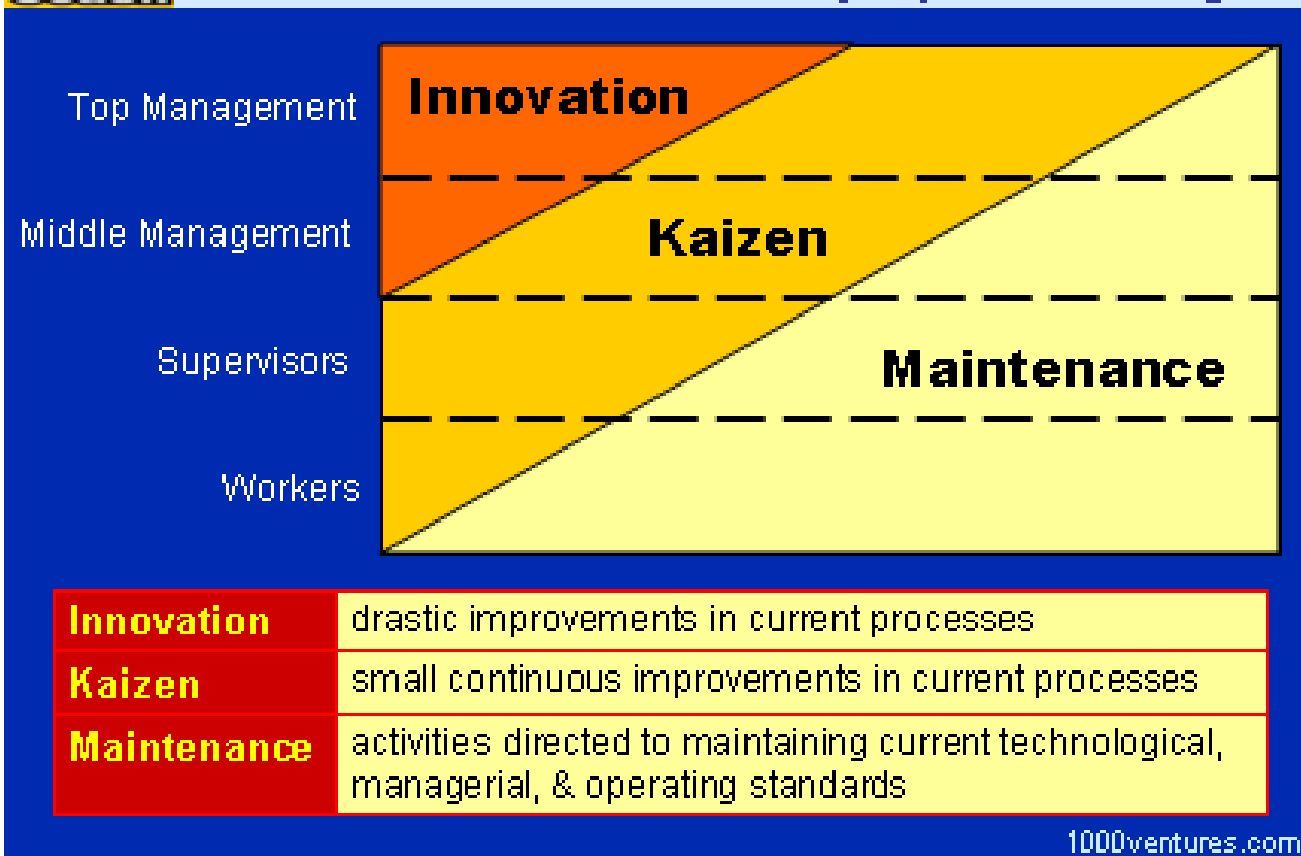 Top Management
Innovation
Middle Management
Kaizen
Supervisors
Maintenance
Workers
Innovation drastic improvements in current processes
Kaizen small continuous improvements in current processes
Maintenance activities directed to maintaining current technological,
managerial, & operating standards
1000ventures.com